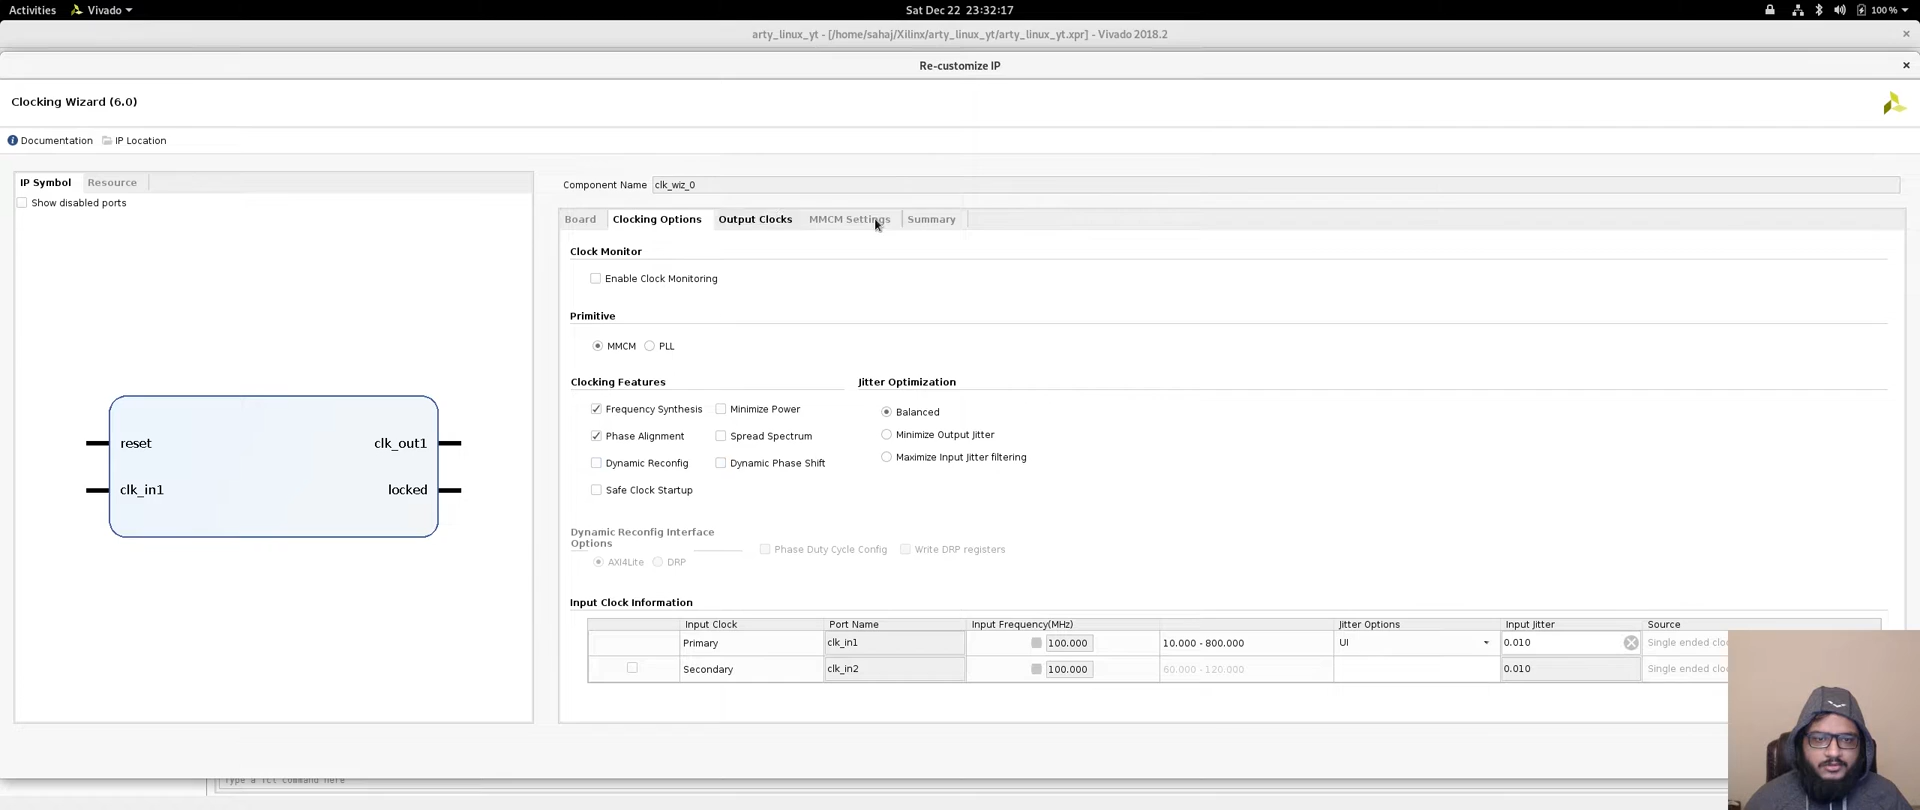 Activities Vivado Sat Dec 22 23:32:17 100 %
arty_linux_yt - [/home/sahaj/Xilinx/arty_linux_yt/arty_linux_yt.xpr] - Vivado 2018.2
Re-customize IP
Clocking Wizard (6.0)
Documentation IP Location
IP Symbol Resource
Show disabled ports
reset clk_out1
clk_in1 locked
Component Name clk_wiz_0
Board Clocking Options Output Clocks MMCM Settings Summary
Clock Monitor
Enable Clock Monitoring
Primitive
MMCM PLL
Clocking Features Jitter Optimization
Frequency Synthesis Minimize Power Balanced
Phase Alignment Spread Spectrum Minimize Output Jitter
Dynamic Reconfig Dynamic Phase Shift Maximize Input Jitter filtering
Safe Clock Startup
Dynamic Reconfig Interface
Options Phase Duty Cycle Config Write DRP registers
AXI4Lite DRP
Input Clock Information
Input Clock Port Name Input Frequency(MHz) Jitter Options Input Jitter Source
Primary clk_in1 100.000 10.000 - 800.000 UI 0.010 Single ended clo
Secondary clk_in2 100.000 60.000 - 120.000 0.010 Single ended clo
Type a Tcl command here